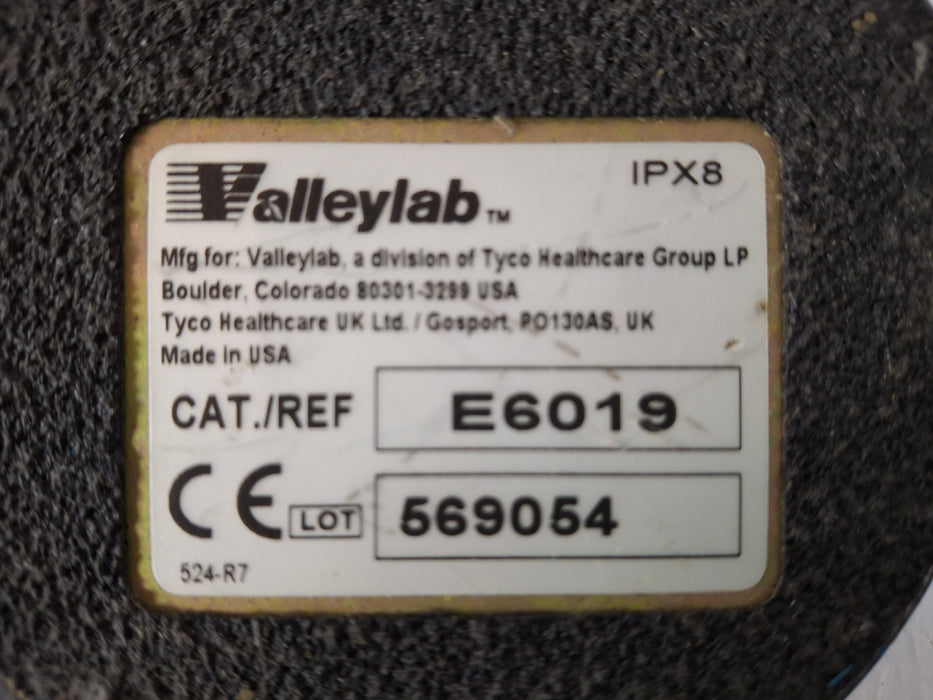 Valleylab™
IPX8
Mfg for: Valleylab, a division of Tyco Healthcare Group LP
Boulder, Colorado 80301-3299 USA
Tyco Healthcare UK Ltd. / Gosport, PO130AS, UK
Made in USA
CAT./REF E6019
CE LOT 569054
524-R7